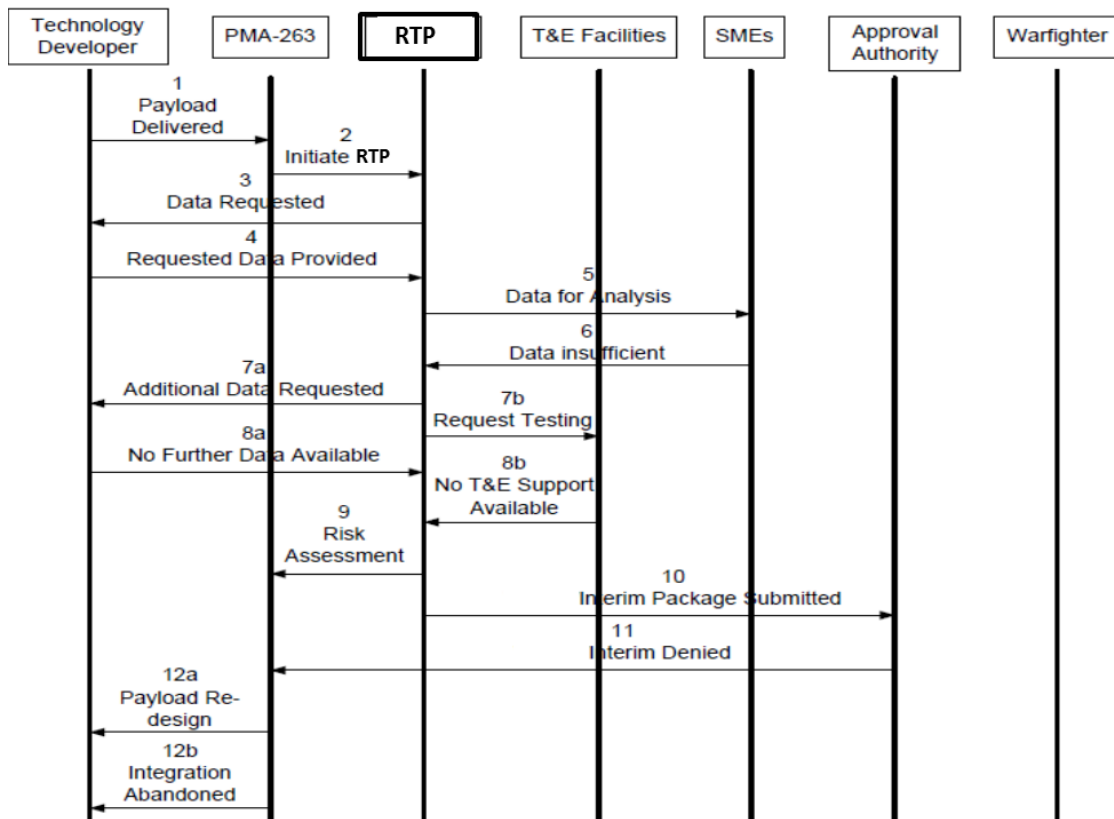 Technology
Developer
PMA-263
RTP
T&E Facilities
SMEs
Approval
Authority
Warfighter
1
Payload
Delivered
2
Initiate RTP
3
Data Requested
4
Requested Data Provided
5
Data for Analysis
6
Data insufficient
7a
Additional Data Requested
7b
Request Testing
8a
No Further Data Available
8b
No T&E Support
Available
9
Risk
Assessment
10
Interim Package Submitted
11
Interim Denied
12a
Payload Re-
design
12b
Integration
Abandoned